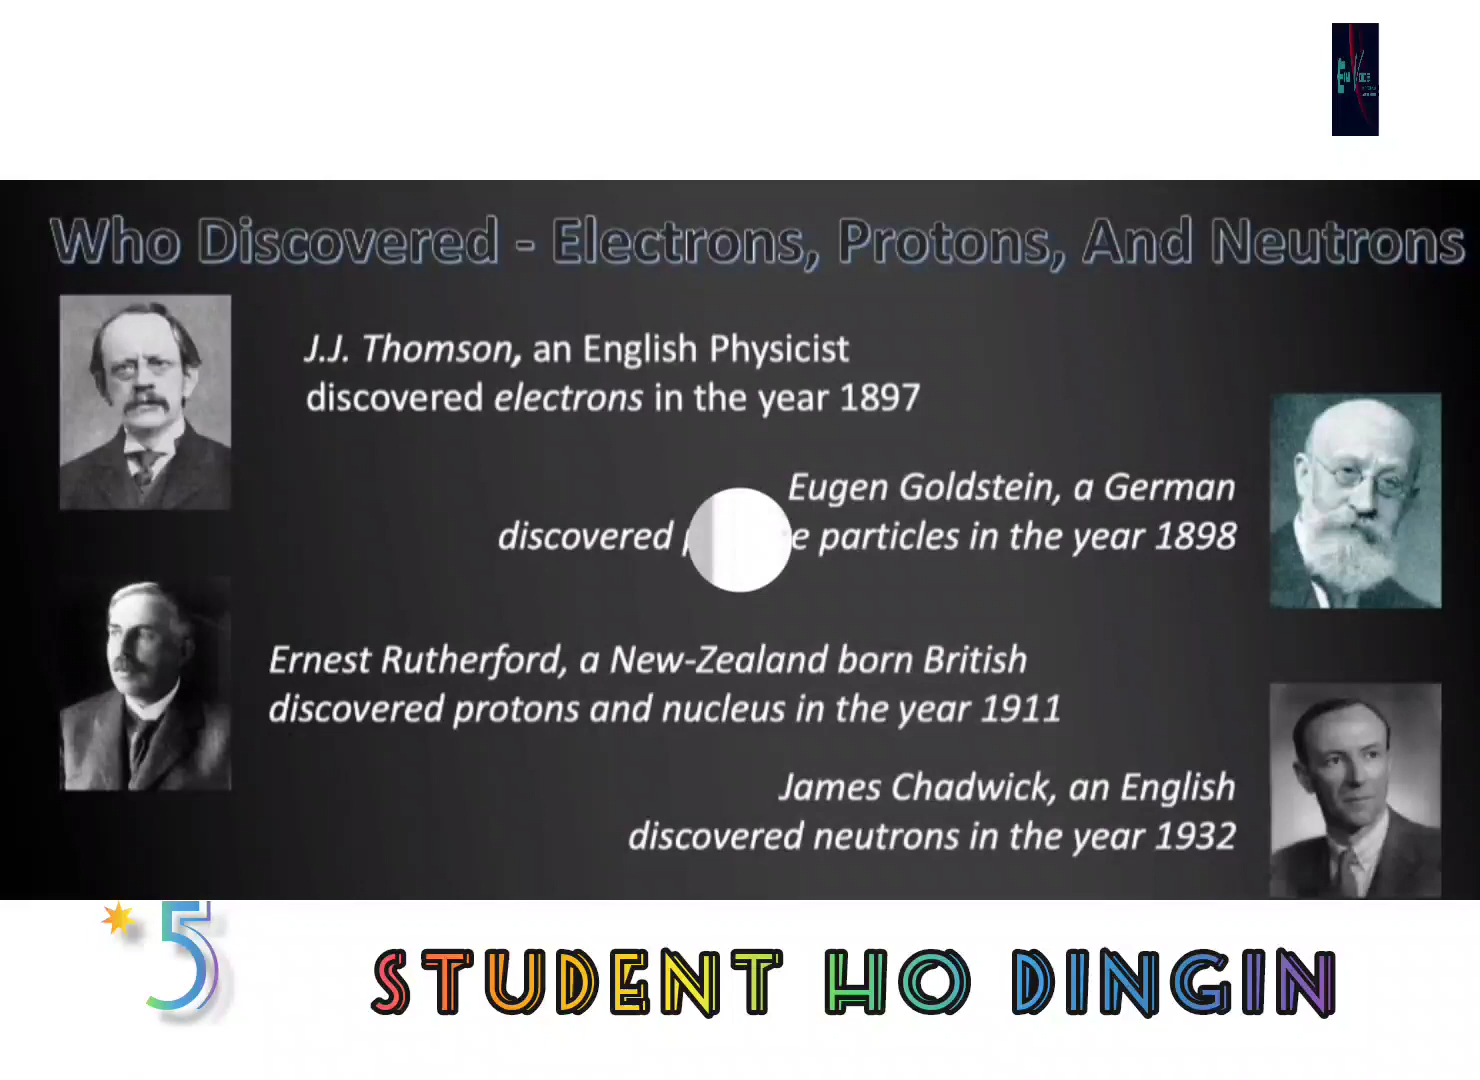 Who Discovered - Electrons, Protons, And Neutrons
J.J. Thomson, an English Physicist
discovered electrons in the year 1897
Eugen Goldstein, a German
discovered particles in the year 1898
Ernest Rutherford, a New-Zealand born British
discovered protons and nucleus in the year 1911
James Chadwick, an English
discovered neutrons in the year 1932
5
STUDENT HO DINGIN